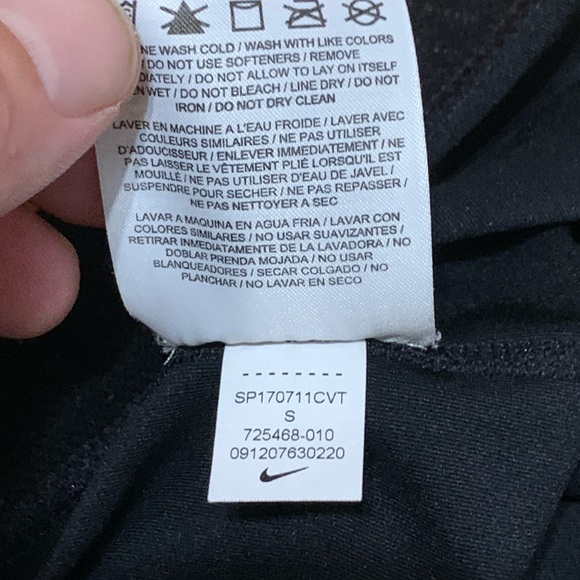 NE WASH COLD / WASH WITH LIKE COLORS
/ DO NOT USE SOFTENERS / REMOVE
DIATELY / DO NOT ALLOW TO LAY ON ITSELF
N WET / DO NOT BLEACH / LINE DRY / DO NOT
IRON / DO NOT DRY CLEAN
LAVER EN MACHINE A L'EAU FROIDE / LAVER AVEC
COULEURS SIMILAIRES / NE PAS UTILISER
D'ADOUCISSEUR / ENLEVER IMMEDIATEMENT / NE
PAS LAISSER LE VÊTEMENT PLIÉ LORSQU'IL EST
MOUILLÉ / NE PAS UTILISER D'EAU DE JAVEL /
SUSPENDRE POUR SECHER / NE PAS REPASSER /
NE PAS NETTOYER A SEC
LAVAR A MAQUINA EN AGUA FRIA / LAVAR CON
COLORES SIMILARES / NO USAR SUAVIZANTES /
RETIRAR INMEDIATAMENTE DE LA LAVADORA / NO
DOBLAR PRENDA MOJADA / NO USAR
BLANQUEADORES / SECAR COLGADO / NO
PLANCHAR / NO LAVAR EN SECO
SP170711CVT
S
725468-010
091207630220